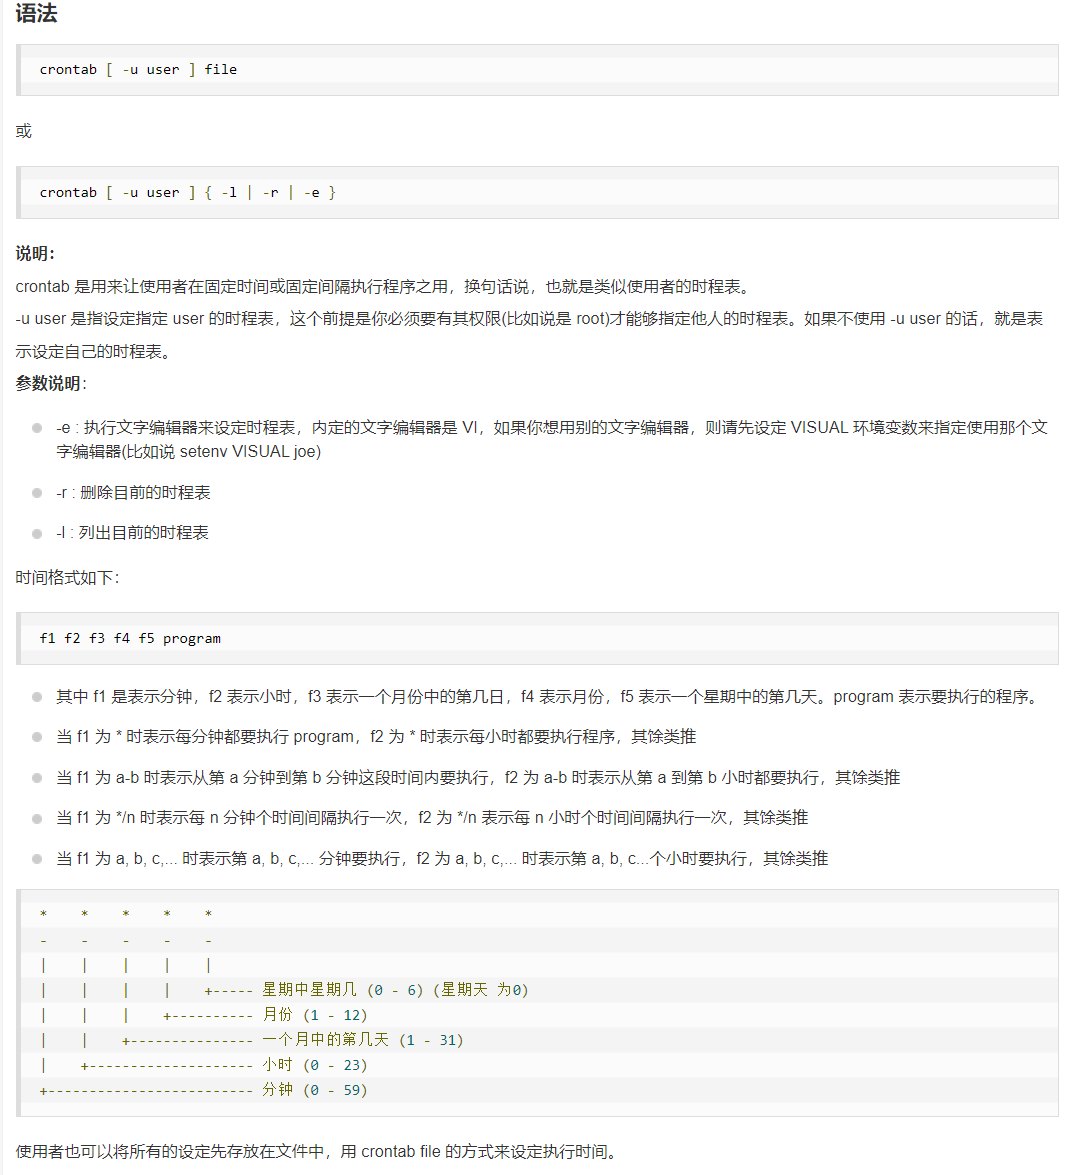 语法
crontab [ -u user ] file
或
crontab [ -u user ] { -l | -r | -e }
说明：
crontab 是用来让使用者在固定时间或固定间隔执行程序之用，换句话说，也就是类似使用者的时程表。
-u user 是指设定指定 user 的时程表，这个前提是你必须要有其权限(比如说是 root)才能够指定他人的时程表。如果不使用 -u user 的话，就是表
示设定自己的时程表。
参数说明：
-e : 执行文字编辑器来设定时程表，内定的文字编辑器是 VI，如果你想用别的文字编辑器，则请先设定 VISUAL 环境变数来指定使用那个文
字编辑器(比如说 setenv VISUAL joe)
-r : 删除目前的时程表
-l : 列出目前的时程表
时间格式如下：
f1 f2 f3 f4 f5 program
其中 f1 是表示分钟，f2 表示小时，f3 表示一个月份中的第几日，f4 表示月份，f5 表示一个星期中的第几天。program 表示要执行的程序。
当 f1 为 * 时表示每分钟都要执行 program，f2 为 * 时表示每小时都要执行程序，其馀类推
当 f1 为 a-b 时表示从第 a 分钟到第 b 分钟这段时间内要执行，f2 为 a-b 时表示从第 a 到第 b 小时都要执行，其馀类推
当 f1 为 */n 时表示每 n 分钟个时间间隔执行一次，f2 为 */n 表示每 n 小时个时间间隔执行一次，其馀类推
当 f1 为 a, b, c,... 时表示第 a, b, c,... 分钟要执行，f2 为 a, b, c,... 时表示第 a, b, c...个小时要执行，其馀类推
*    *    *    *    *
-    -    -    -    -
|    |    |    |    |
|    |    |    |    +----- 星期中星期几 (0 - 6) (星期天 为0)
|    |    |    +---------- 月份 (1 - 12)
|    |    +--------------- 一个月中的第几天 (1 - 31)
|    +-------------------- 小时 (0 - 23)
+------------------------- 分钟 (0 - 59)
使用者也可以将所有的设定先存放在文件中，用 crontab file 的方式来设定执行时间。